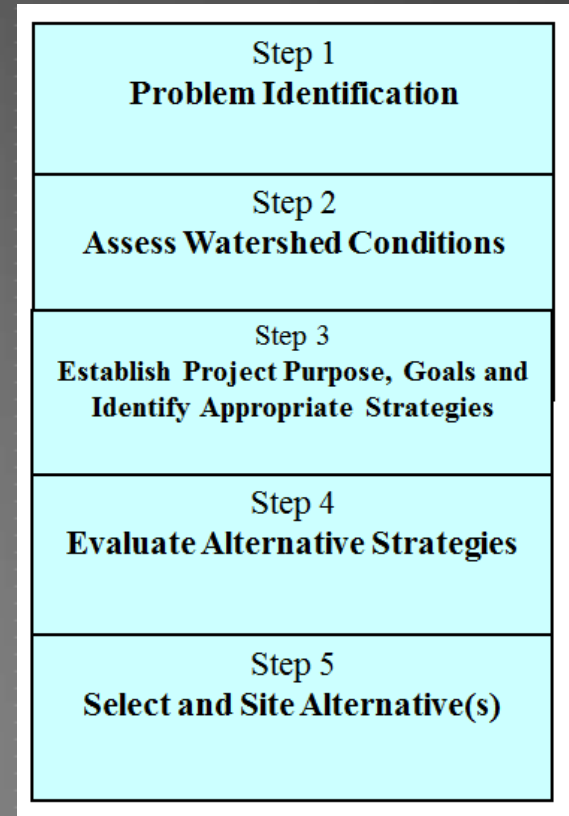 Step 1
Problem Identification
Step 2
Assess Watershed Conditions
Step 3
Establish Project Purpose, Goals and
Identify Appropriate Strategies
Step 4
Evaluate Alternative Strategies
Step 5
Select and Site Alternative(s)